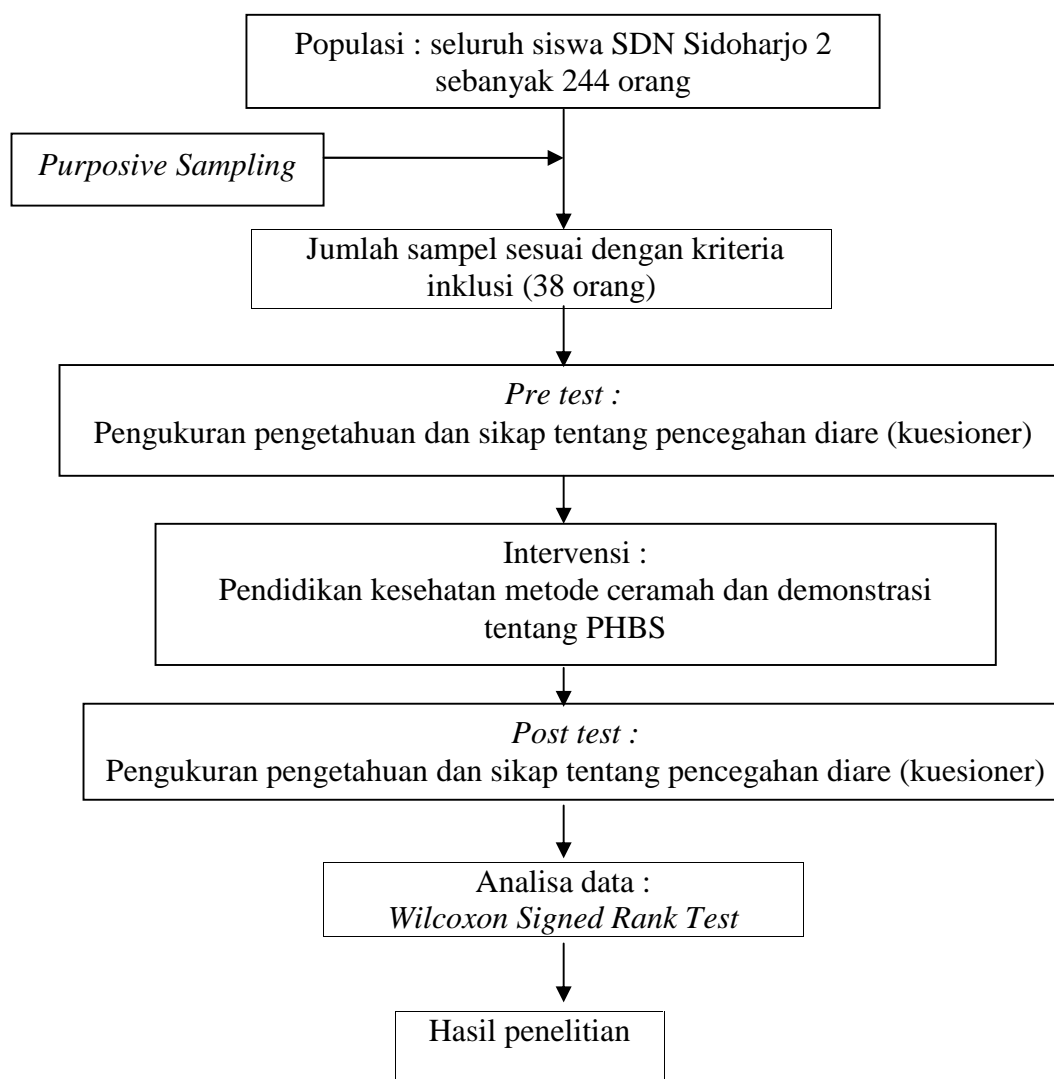 Populasi : seluruh siswa SDN Sidoharjo 2
sebanyak 244 orang
Purposive Sampling
Jumlah sampel sesuai dengan kriteria
inklusi (38 orang)
Pre test :
Pengukuran pengetahuan dan sikap tentang pencegahan diare (kuesioner)
Intervensi :
Pendidikan kesehatan metode ceramah dan demonstrasi
tentang PHBS
Post test :
Pengukuran pengetahuan dan sikap tentang pencegahan diare (kuesioner)
Analisa data :
Wilcoxon Signed Rank Test
Hasil penelitian